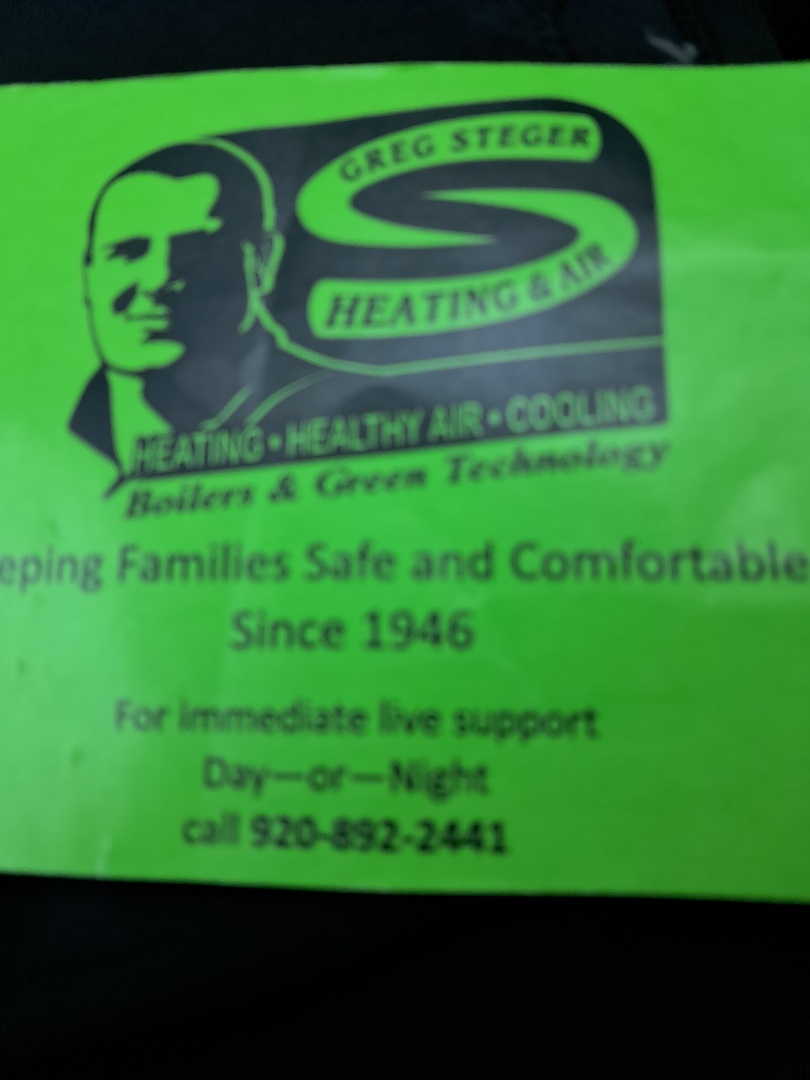 GREG STEGER
HEATING & AIR
HEATING • HEALTHY AIR • COOLING
Boilers & Green Technology
eping Families Safe and Comfortable
Since 1946
For immediate live support
Day—or—Night
call 920-892-2441